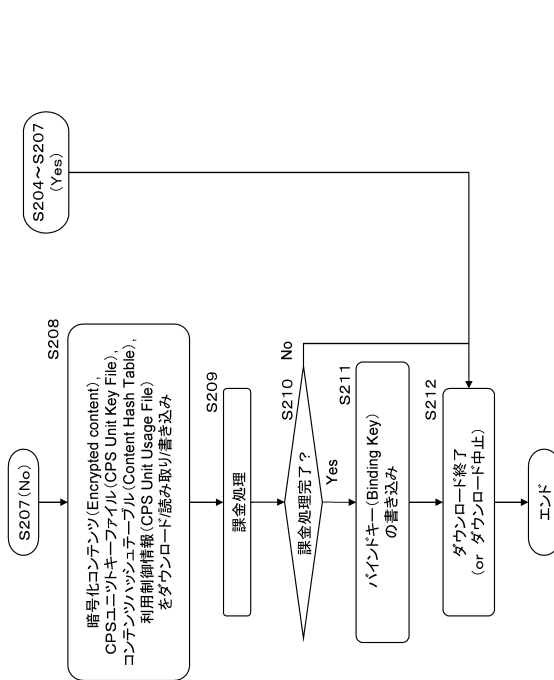 S207(No)
S204～S207
(Yes)
S208
暗号化コンテンツ(Encrypted content),
CPSユニットキーファイル(CPS Unit Key File),
コンテンツハッシュテーブル(Content Hash Table),
利用制御情報(CPS Unit Usage File)
をダウンロード/読み取り/書き込み
S209
課金処理
S210
No
課金処理完了?
Yes
S211
バインドキー(Binding Key)
の書き込み
S212
ダウンロード終了
(or ダウンロード中止)
エンド